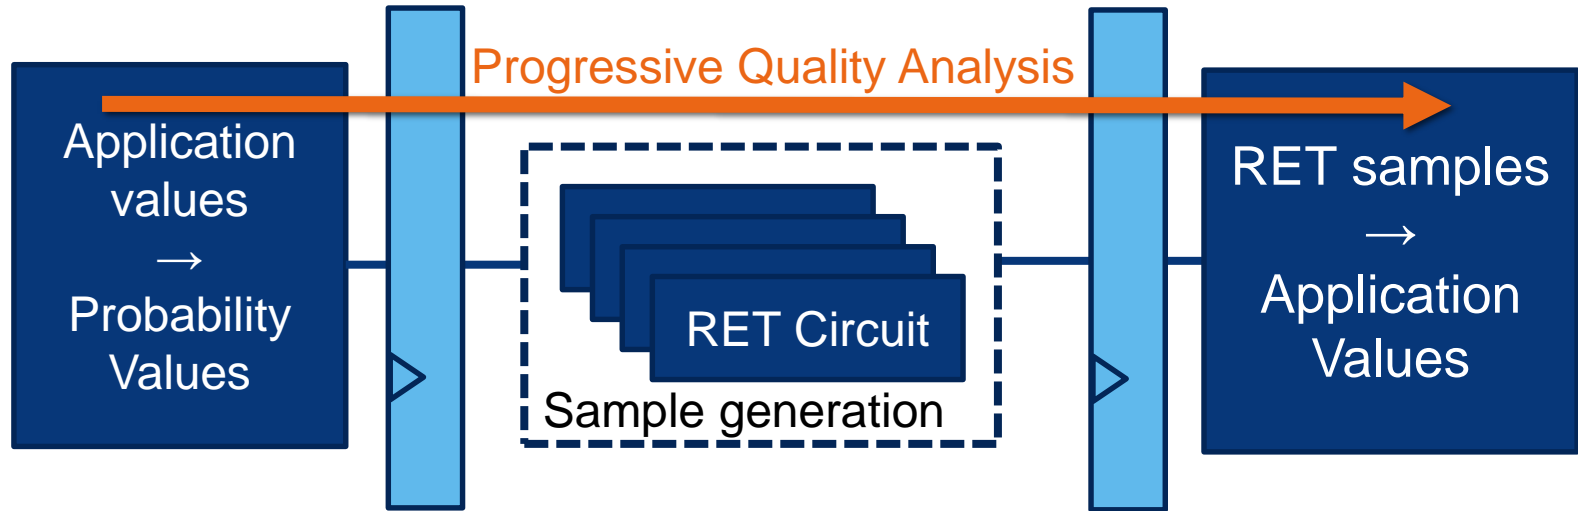 Progressive Quality Analysis
Application
values
→
Probability
Values
RET Circuit
Sample generation
RET samples
→
Application
Values